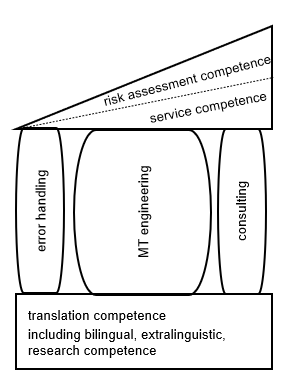 risk assessment competence
service competence
error handling
MT engineering
consulting
translation competence
including bilingual, extralinguistic,
research competence